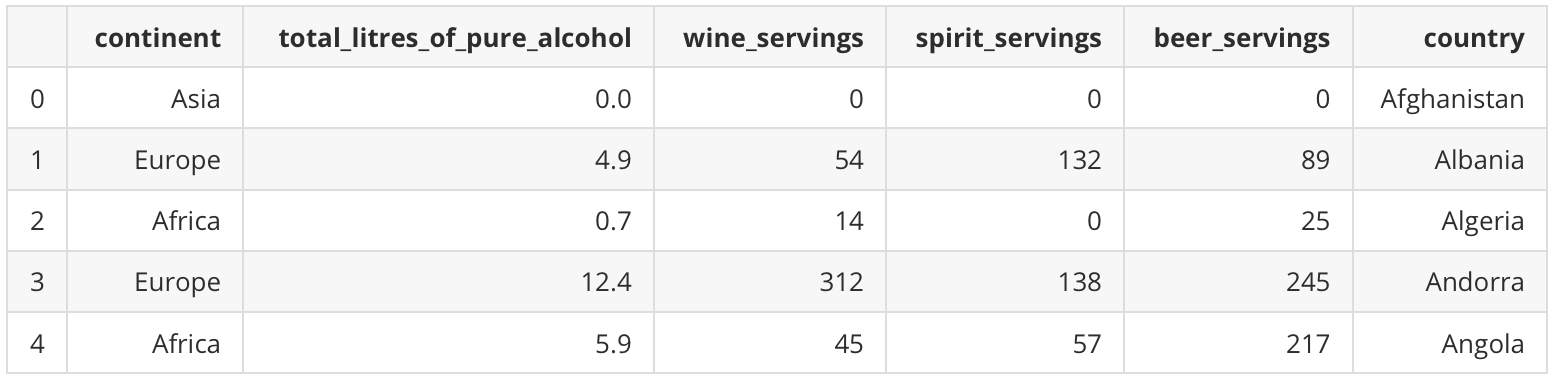 continent total_litres_of_pure_alcohol wine_servings spirit_servings beer_servings country
0 Asia 0.0 0 0 0 Afghanistan
1 Europe 4.9 54 132 89 Albania
2 Africa 0.7 14 0 25 Algeria
3 Europe 12.4 312 138 245 Andorra
4 Africa 5.9 45 57 217 Angola